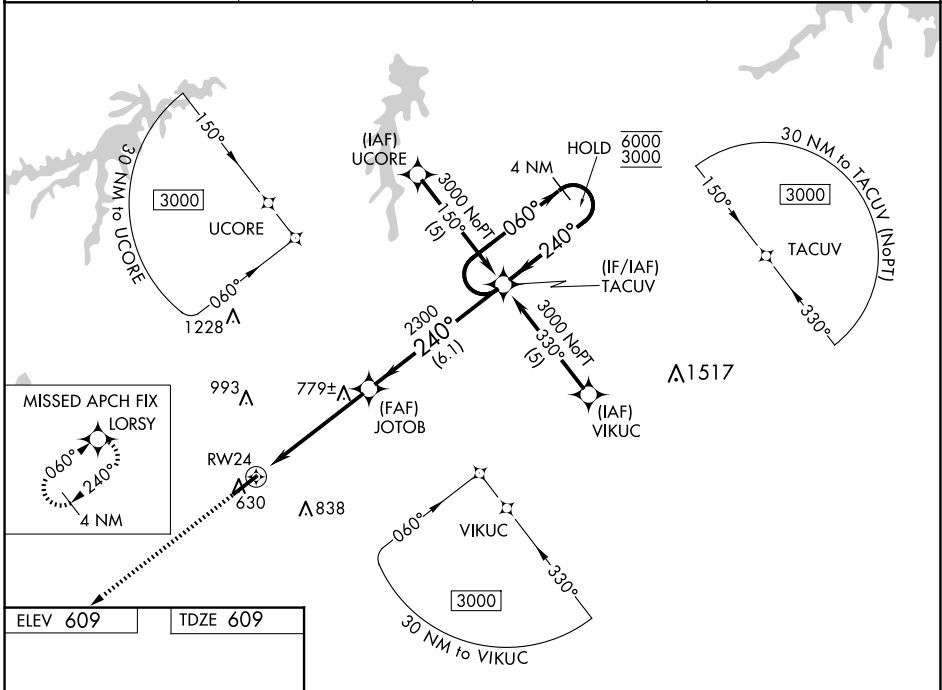 150°
30 NM to UCORE
3000
UCORE
060°
1228
(IAF)
UCORE
3000 NoPT
150°
(5)
HOLD
6000
3000
4 NM
060°
240°
(IF/IAF)
TACUV
30 NM to TACUV (NoPT)
150°
3000
TACUV
330°
2300
240°
(6.1)
3000 NoPT
330°
(5)
(IAF)
VIKUC
1517
993
779±
(FAF)
JOTOB
MISSED APCH FIX
LORSY
060°
240°
4 NM
RW24
630
838
060°
VIKUC
330°
3000
30 NM to VIKUC
ELEV 609
TDZE 609